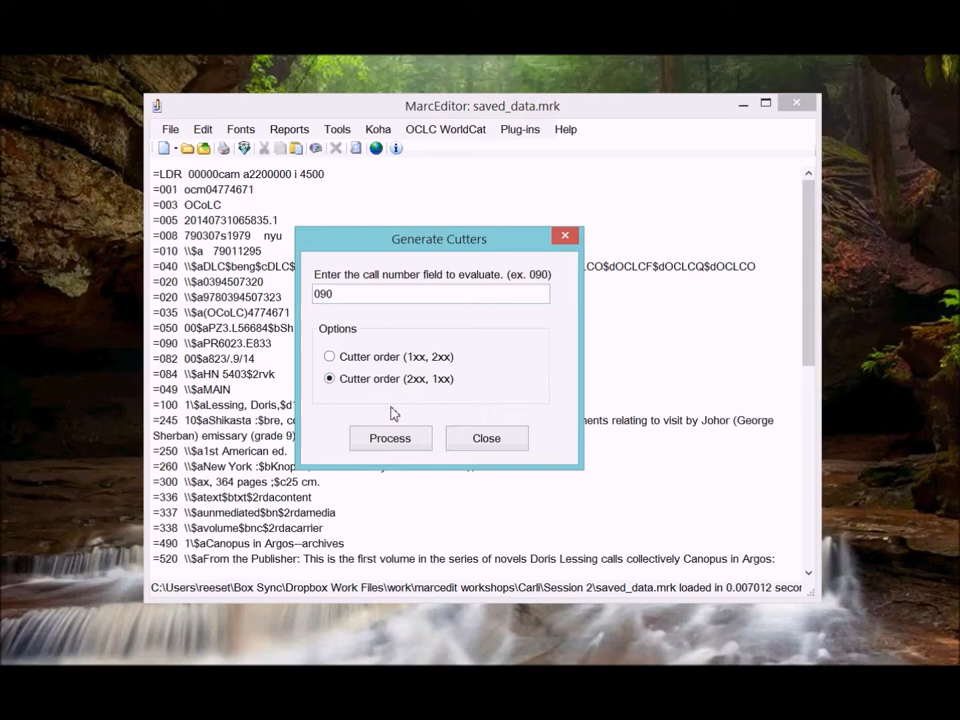 MarcEditor: saved_data.mrk
File Edit Fonts Reports Tools Koha OCLC WorldCat Plug-ins Help
=LDR 00000cam a2200000 i 4500
=001 ocm04774671
=003 OCoLC
=005 20140731065835.1
=008 790307s1979 nyu
=010 \\$a 79011295
=040 \\$aDLC$beng$cDLC$ CO$dOCLCF$dOCLCQ$dOCLCO
=020 \\$a0394507320
=020 \\$a9780394507323
=035 \\$a(OCoLC)4774671
=050 00$aPZ3.L56684$bSh
=090 \\$aPR6023.E833
=082 00$a823/.9/14
=084 \\$aHN 5403$2rvk
=049 \\$aMAIN
=100 1\$aLessing, Doris,$d1
=245 10$aShikasta :$bre, co ments relating to visit by Johor (George
Sherban) emissary (grade 9)
=250 \\$a1st American ed.
=260 \\$aNew York :$bKnop
=300 \\$ax, 364 pages ;$c25 cm.
=336 \\$atext$btxt$2rdacontent
=337 \\$aunmediated$bn$2rdamedia
=338 \\$avolume$bnc$2rdacarrier
=490 1\$aCanopus in Argos--archives
=520 \\$aFrom the Publisher: This is the first volume in the series of novels Doris Lessing calls collectively Canopus in Argos:
C:\Users\reeset\Box Sync\Dropbox Work Files\work\marcedit workshops\Carli\Session 2\saved_data.mrk loaded in 0.007012 secor
Generate Cutters
Enter the call number field to evaluate. (ex. 090)
090
Options
Cutter order (1xx, 2xx)
Cutter order (2xx, 1xx)
Process Close